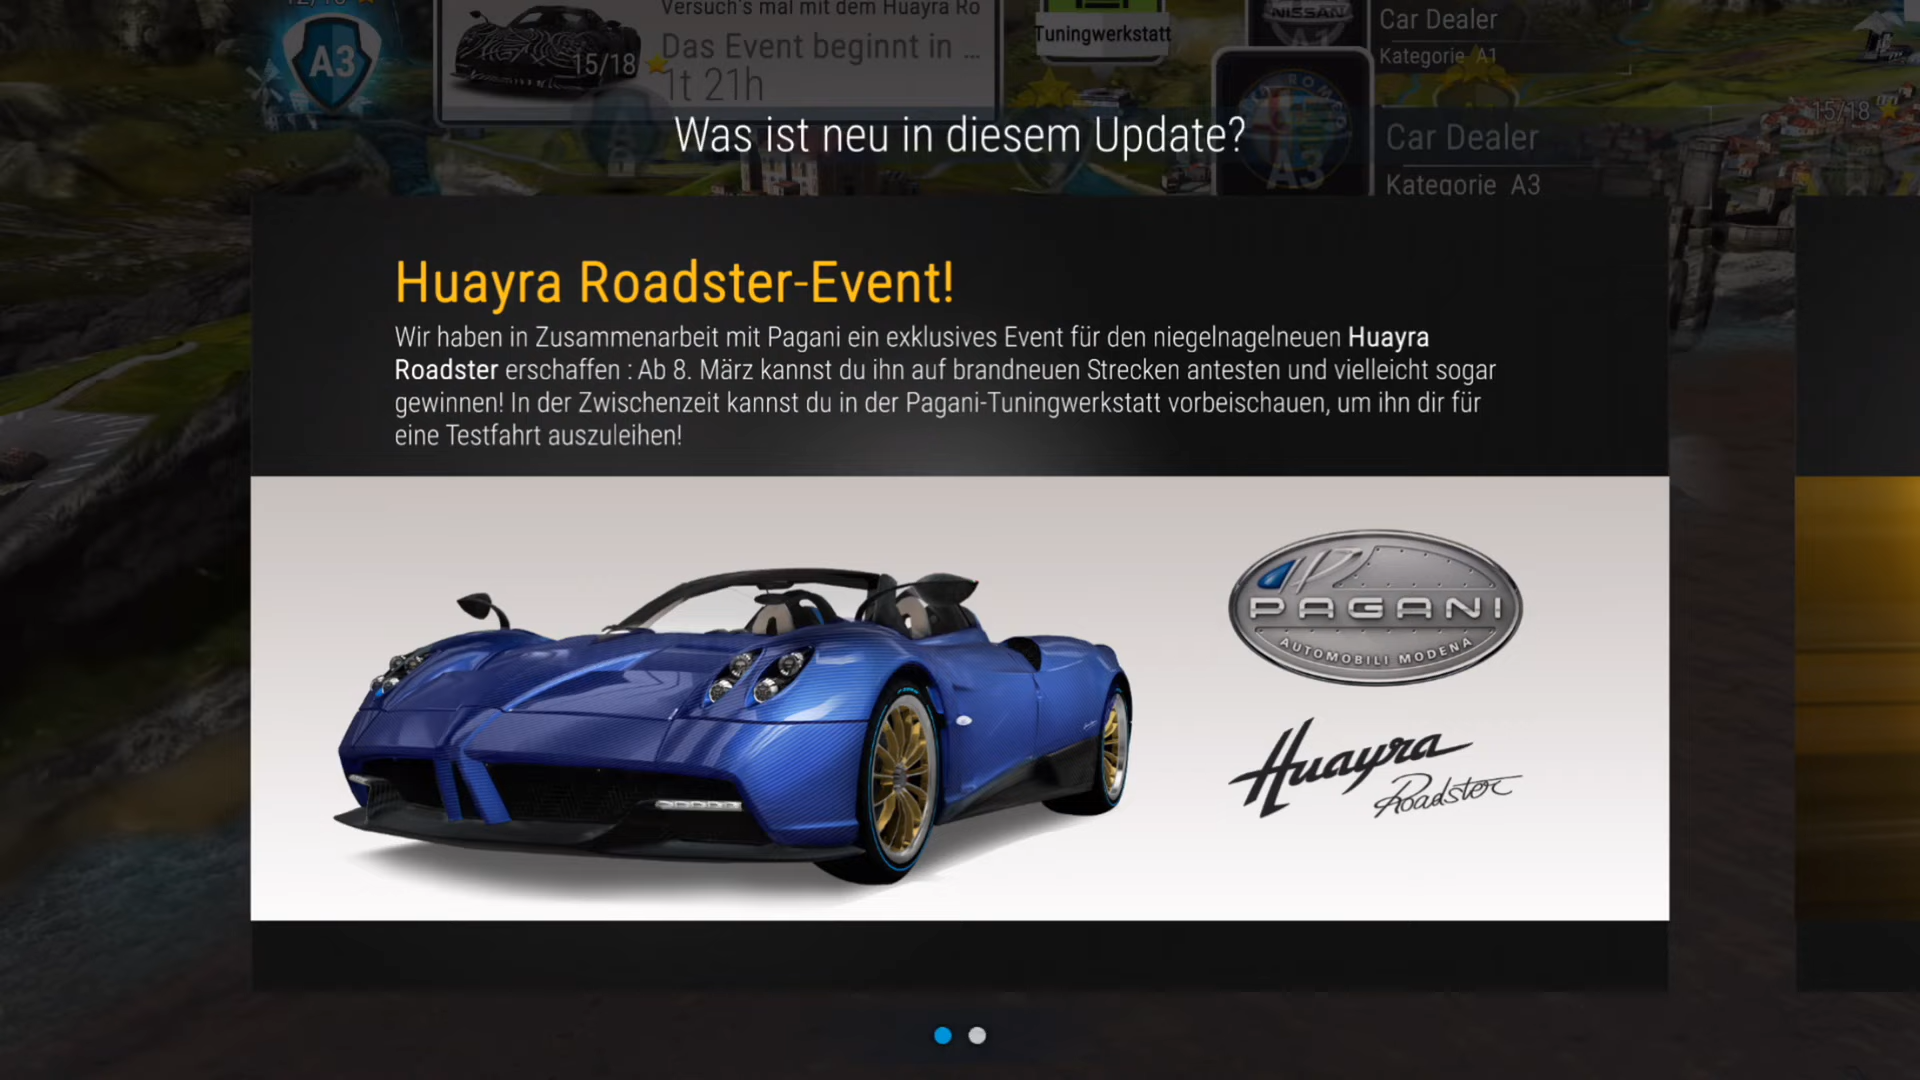 A3
Versuch's mal mit dem Huayra Ro
15/18
Das Event beginnt in ...
1t 21h
Tuningwerkstatt
NISSAN
A1
Car Dealer
Kategorie A1
15/18
A3
Car Dealer
Kategorie A3
Was ist neu in diesem Update?
Huayra Roadster-Event!
Wir haben in Zusammenarbeit mit Pagani ein exklusives Event für den niegelnagelneuen Huayra
Roadster erschaffen : Ab 8. März kannst du ihn auf brandneuen Strecken antesten und vielleicht sogar
gewinnen! In der Zwischenzeit kannst du in der Pagani-Tuningwerkstatt vorbeischauen, um ihn dir für
eine Testfahrt auszuleihen!
PAGANI
AUTOMOBILI MODENA
Huayra
Roadster